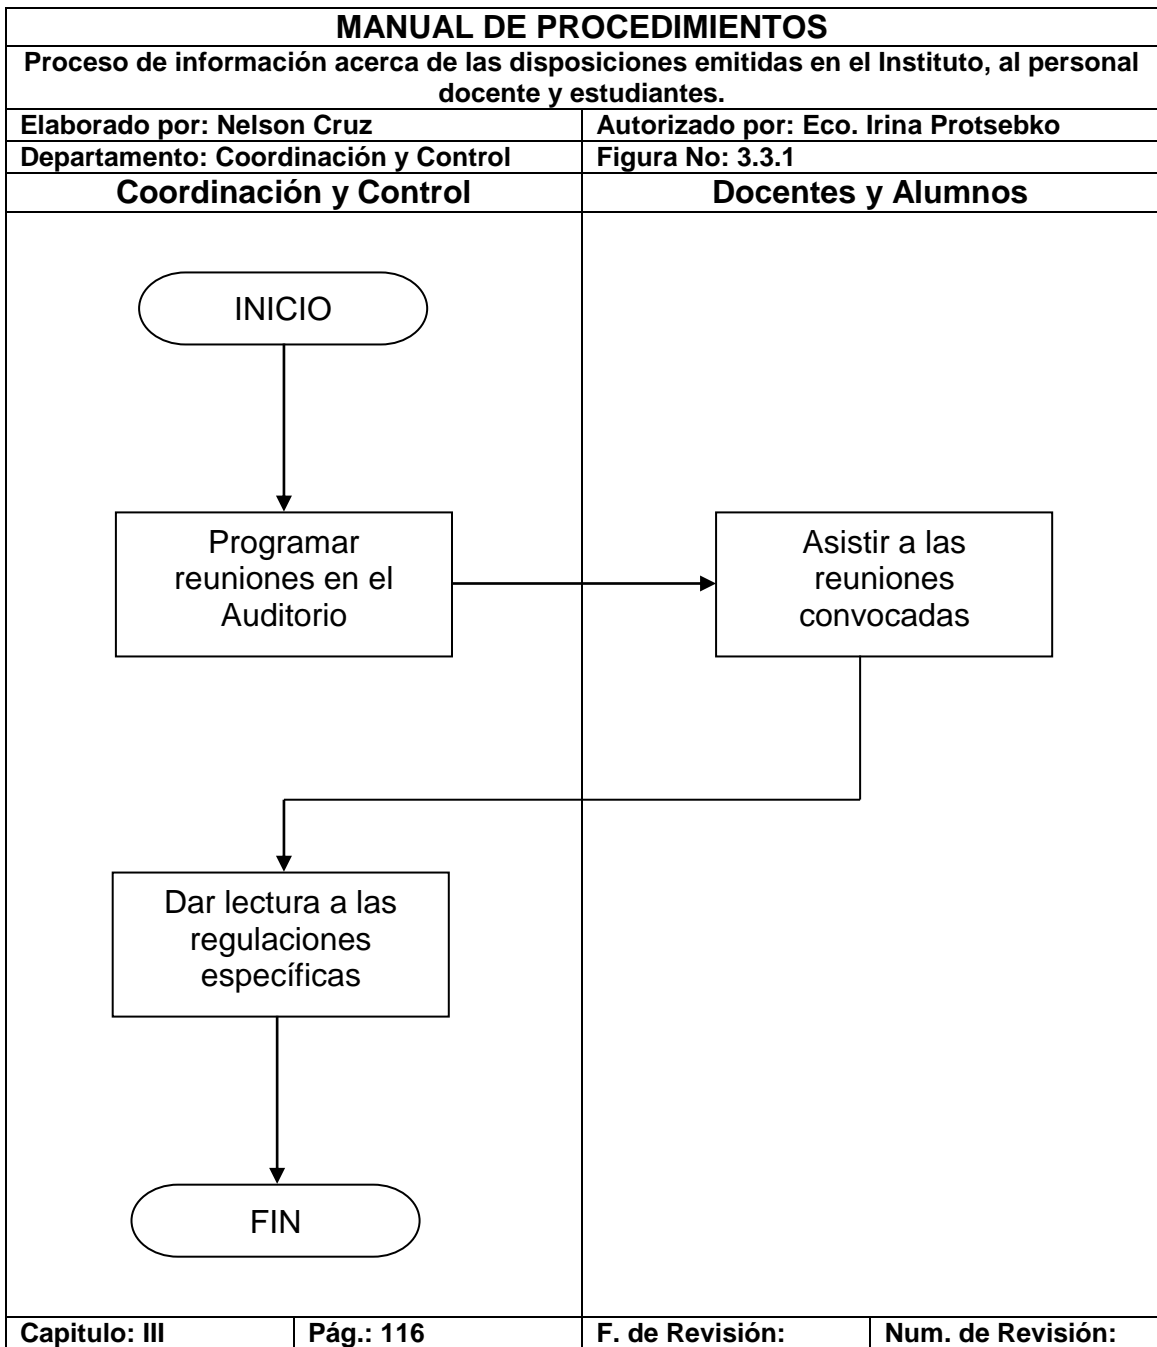 MANUAL DE PROCEDIMIENTOS
Proceso de información acerca de las disposiciones emitidas en el Instituto, al personal
docente y estudiantes.
Elaborado por: Nelson Cruz
Autorizado por: Eco. Irina Protsebko
Departamento: Coordinación y Control
Figura No: 3.3.1
Coordinación y Control
Docentes y Alumnos
INICIO
Programar
reuniones en el
Auditorio
Asistir a las
reuniones
convocadas
Dar lectura a las
regulaciones
específicas
FIN
Capitulo: III
Pág.: 116
F. de Revisión:
Num. de Revisión: